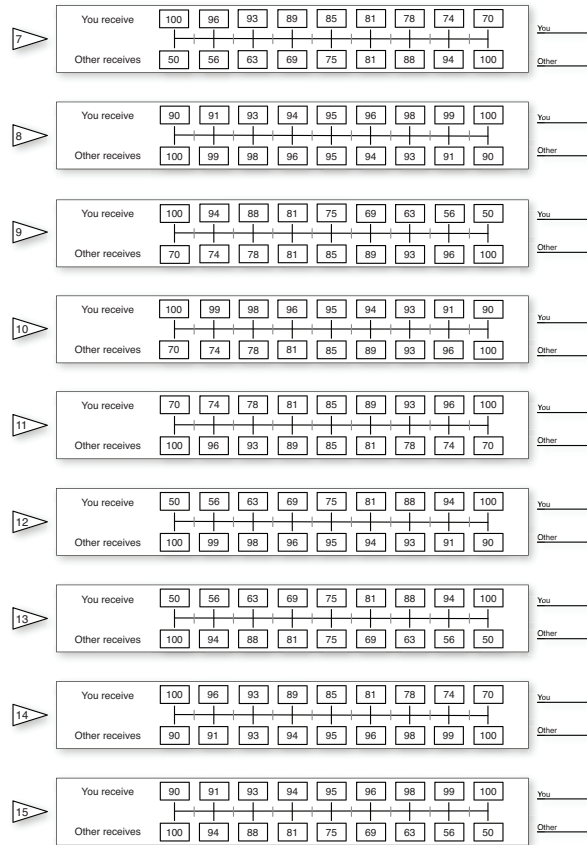 You receive 100 96 93 89 85 81 78 74 70
You
7
Other receives 50 56 63 69 75 81 88 94 100
Other
You receive 90 91 93 94 95 96 98 99 100
You
8
Other receives 100 99 98 96 95 94 93 91 90
Other
You receive 100 94 88 81 75 69 63 56 50
You
9
Other receives 70 74 78 81 85 89 93 96 100
Other
You receive 100 99 98 96 95 94 93 91 90
You
10
Other receives 70 74 78 81 85 89 93 96 100
Other
You receive 70 74 78 81 85 89 93 96 100
You
11
Other receives 100 96 93 89 85 81 78 74 70
Other
You receive 50 56 63 69 75 81 88 94 100
You
12
Other receives 100 99 98 96 95 94 93 91 90
Other
You receive 50 56 63 69 75 81 88 94 100
You
13
Other receives 100 94 88 81 75 69 63 56 50
Other
You receive 100 96 93 89 85 81 78 74 70
You
14
Other receives 90 91 93 94 95 96 98 99 100
Other
You receive 90 91 93 94 95 96 98 99 100
You
15
Other receives 100 94 88 81 75 69 63 56 50
Other